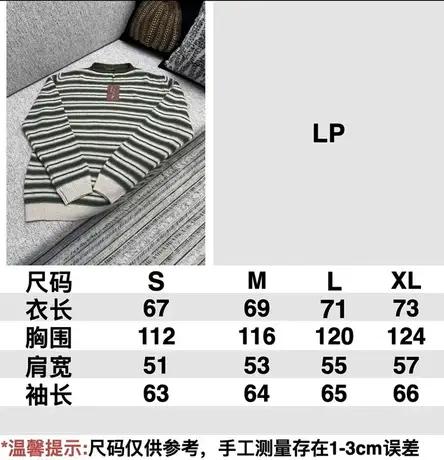 LP
尺码 S M L XL
衣长 67 69 71 73
胸围 112 116 120 124
肩宽 51 53 55 57
袖长 63 64 65 66
*温馨提示:尺码仅供参考，手工测量存在1-3cm误差